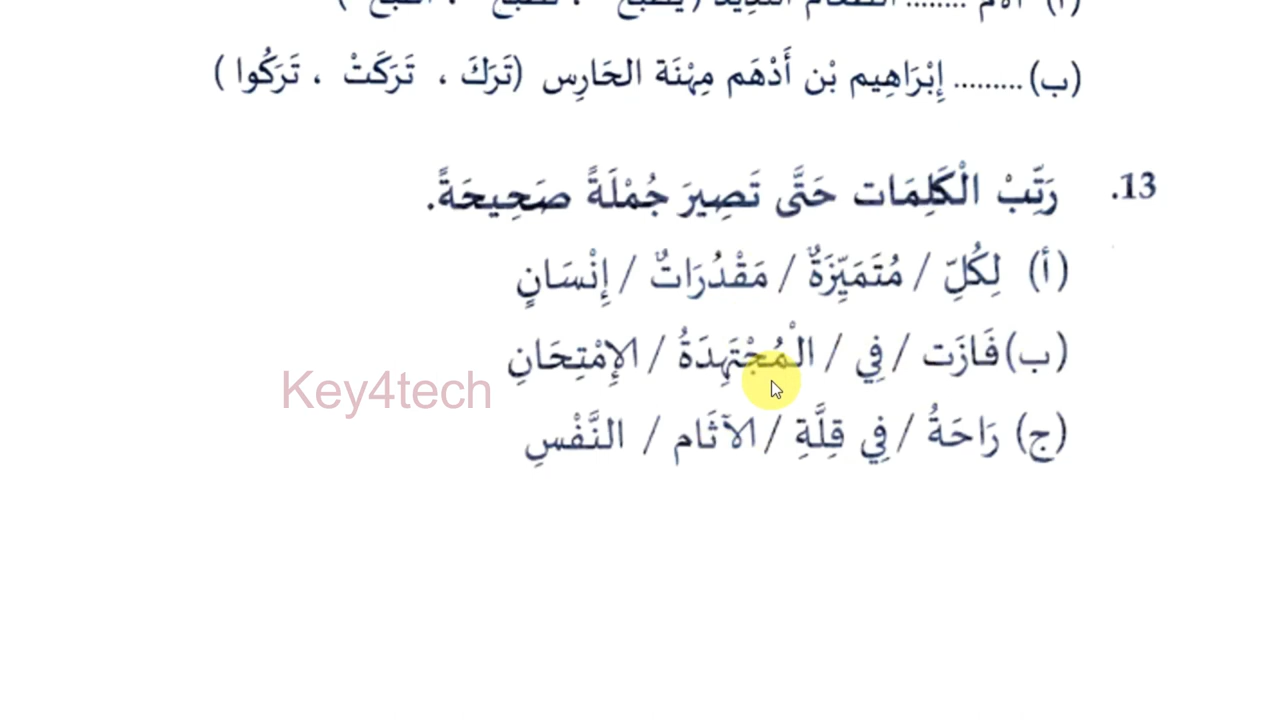 (ب) ......... إِبْرَاهِيم بْن أَدْهَم مِهْنَة الحَارِس (تَرَكَ ، تَرَكَتْ ، تَرَكُوا )
13. رَتِّبْ الْكَلِمَات حَتَّى تَصِيرَ جُمْلَةً صَحِيحَةً.
(أ) لِكُلِّ / مُتَمَيِّزَةٌ / مَقْدُرَاتٌ / إِنْسَانٍ
(ب) فَازَت / فِي / الْمُجْتَهِدَةُ / الإِمْتِحَانِ
Key4tech
(ج) رَاحَةُ / فِي قِلَّةِ / الآثَام / النَّفْسِ